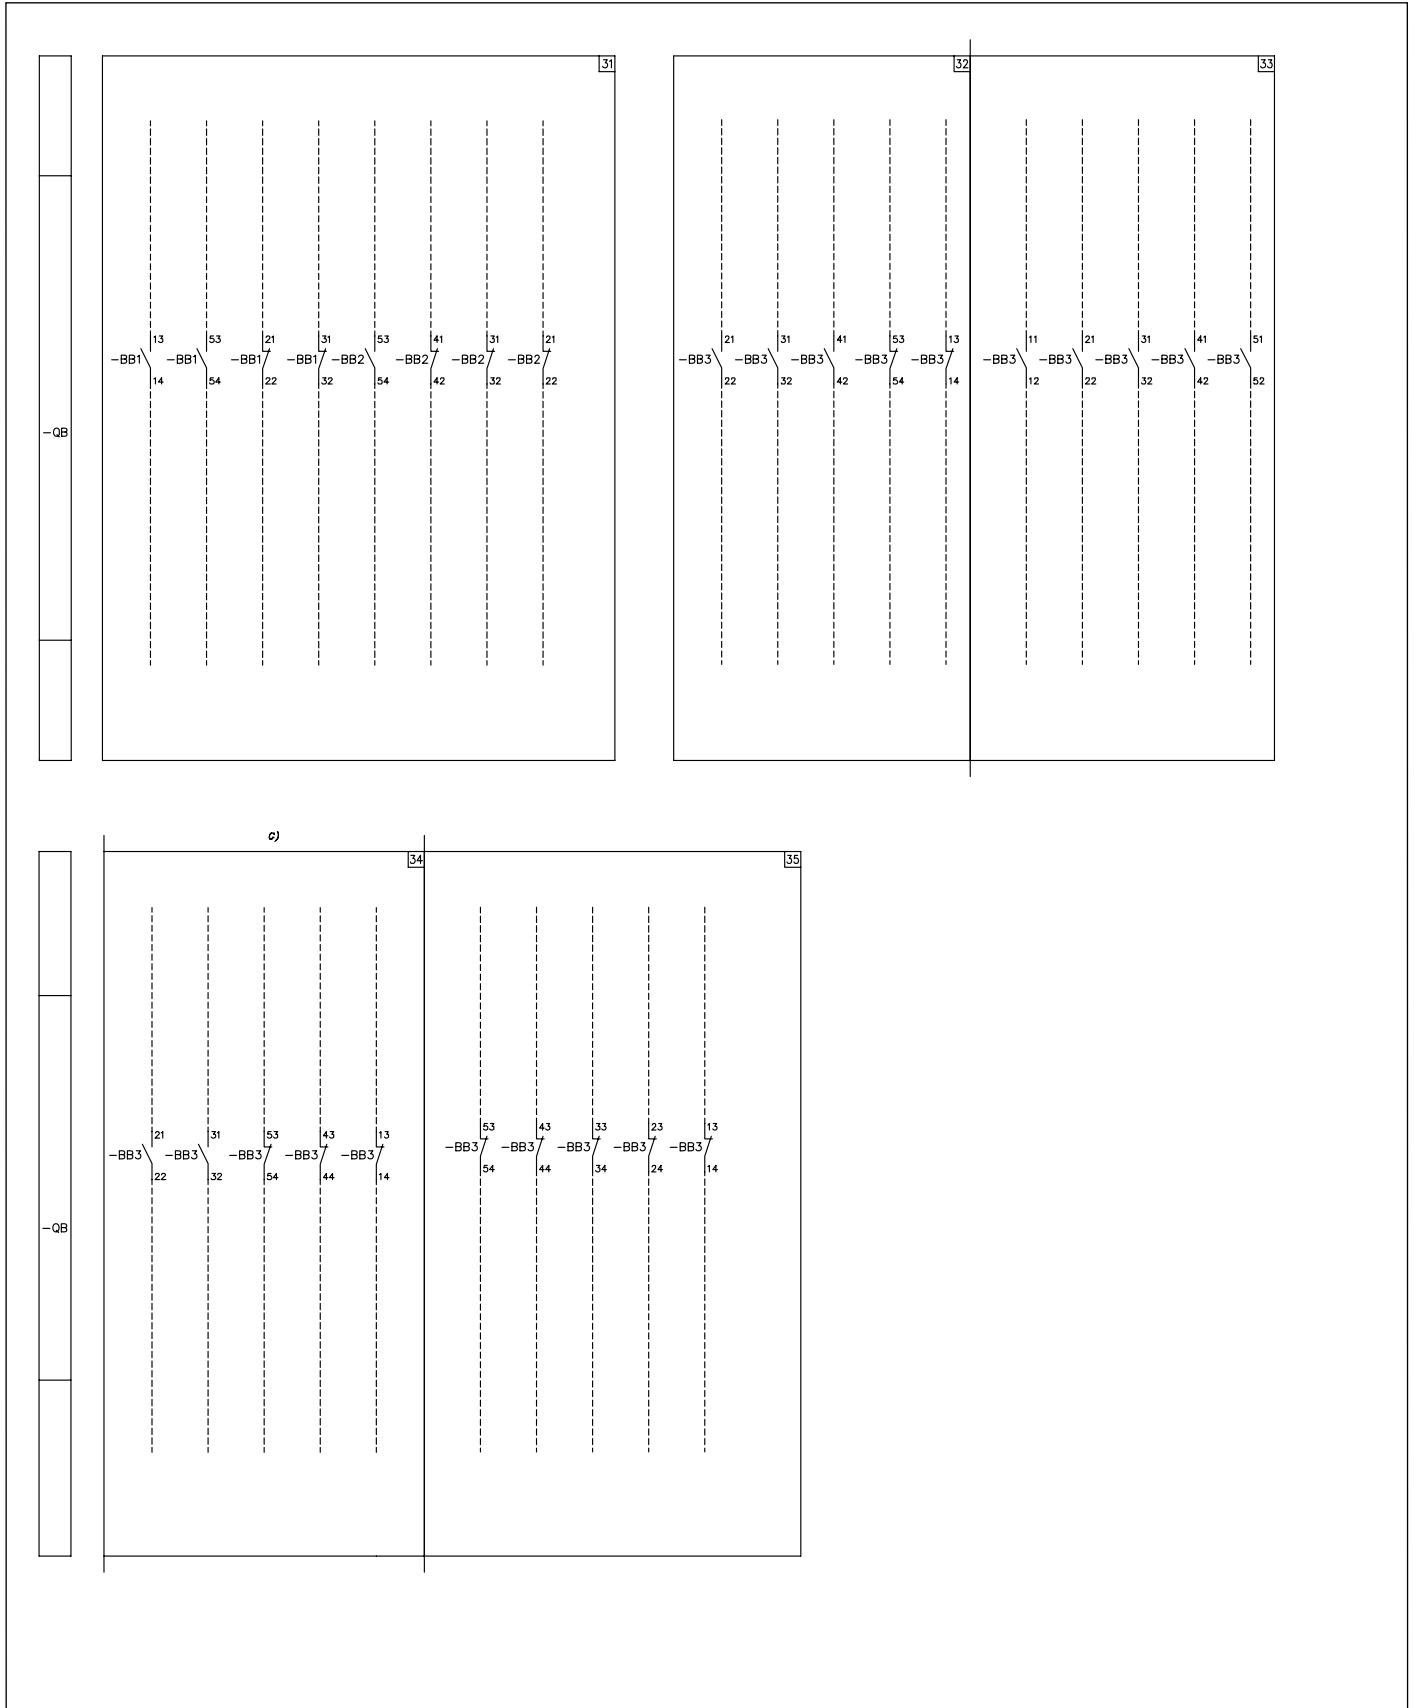 31
32
33
13 53 21 31 53 41 31 21
-BB1 -BB1 -BB1 -BB1 -BB2 -BB2 -BB2 -BB2
14 54 22 32 54 42 32 22
21 31 41 53 13
-BB3 -BB3 -BB3 -BB3 -BB3
22 32 42 54 14
11 21 31 41 51
-BB3 -BB3 -BB3 -BB3 -BB3
12 22 32 42 52
-QB
c)
34
35
21 31 53 43 13
-BB3 -BB3 -BB3 -BB3 -BB3
22 32 54 44 14
53 43 33 23 13
-BB3 -BB3 -BB3 -BB3 -BB3
54 44 34 24 14
-QB